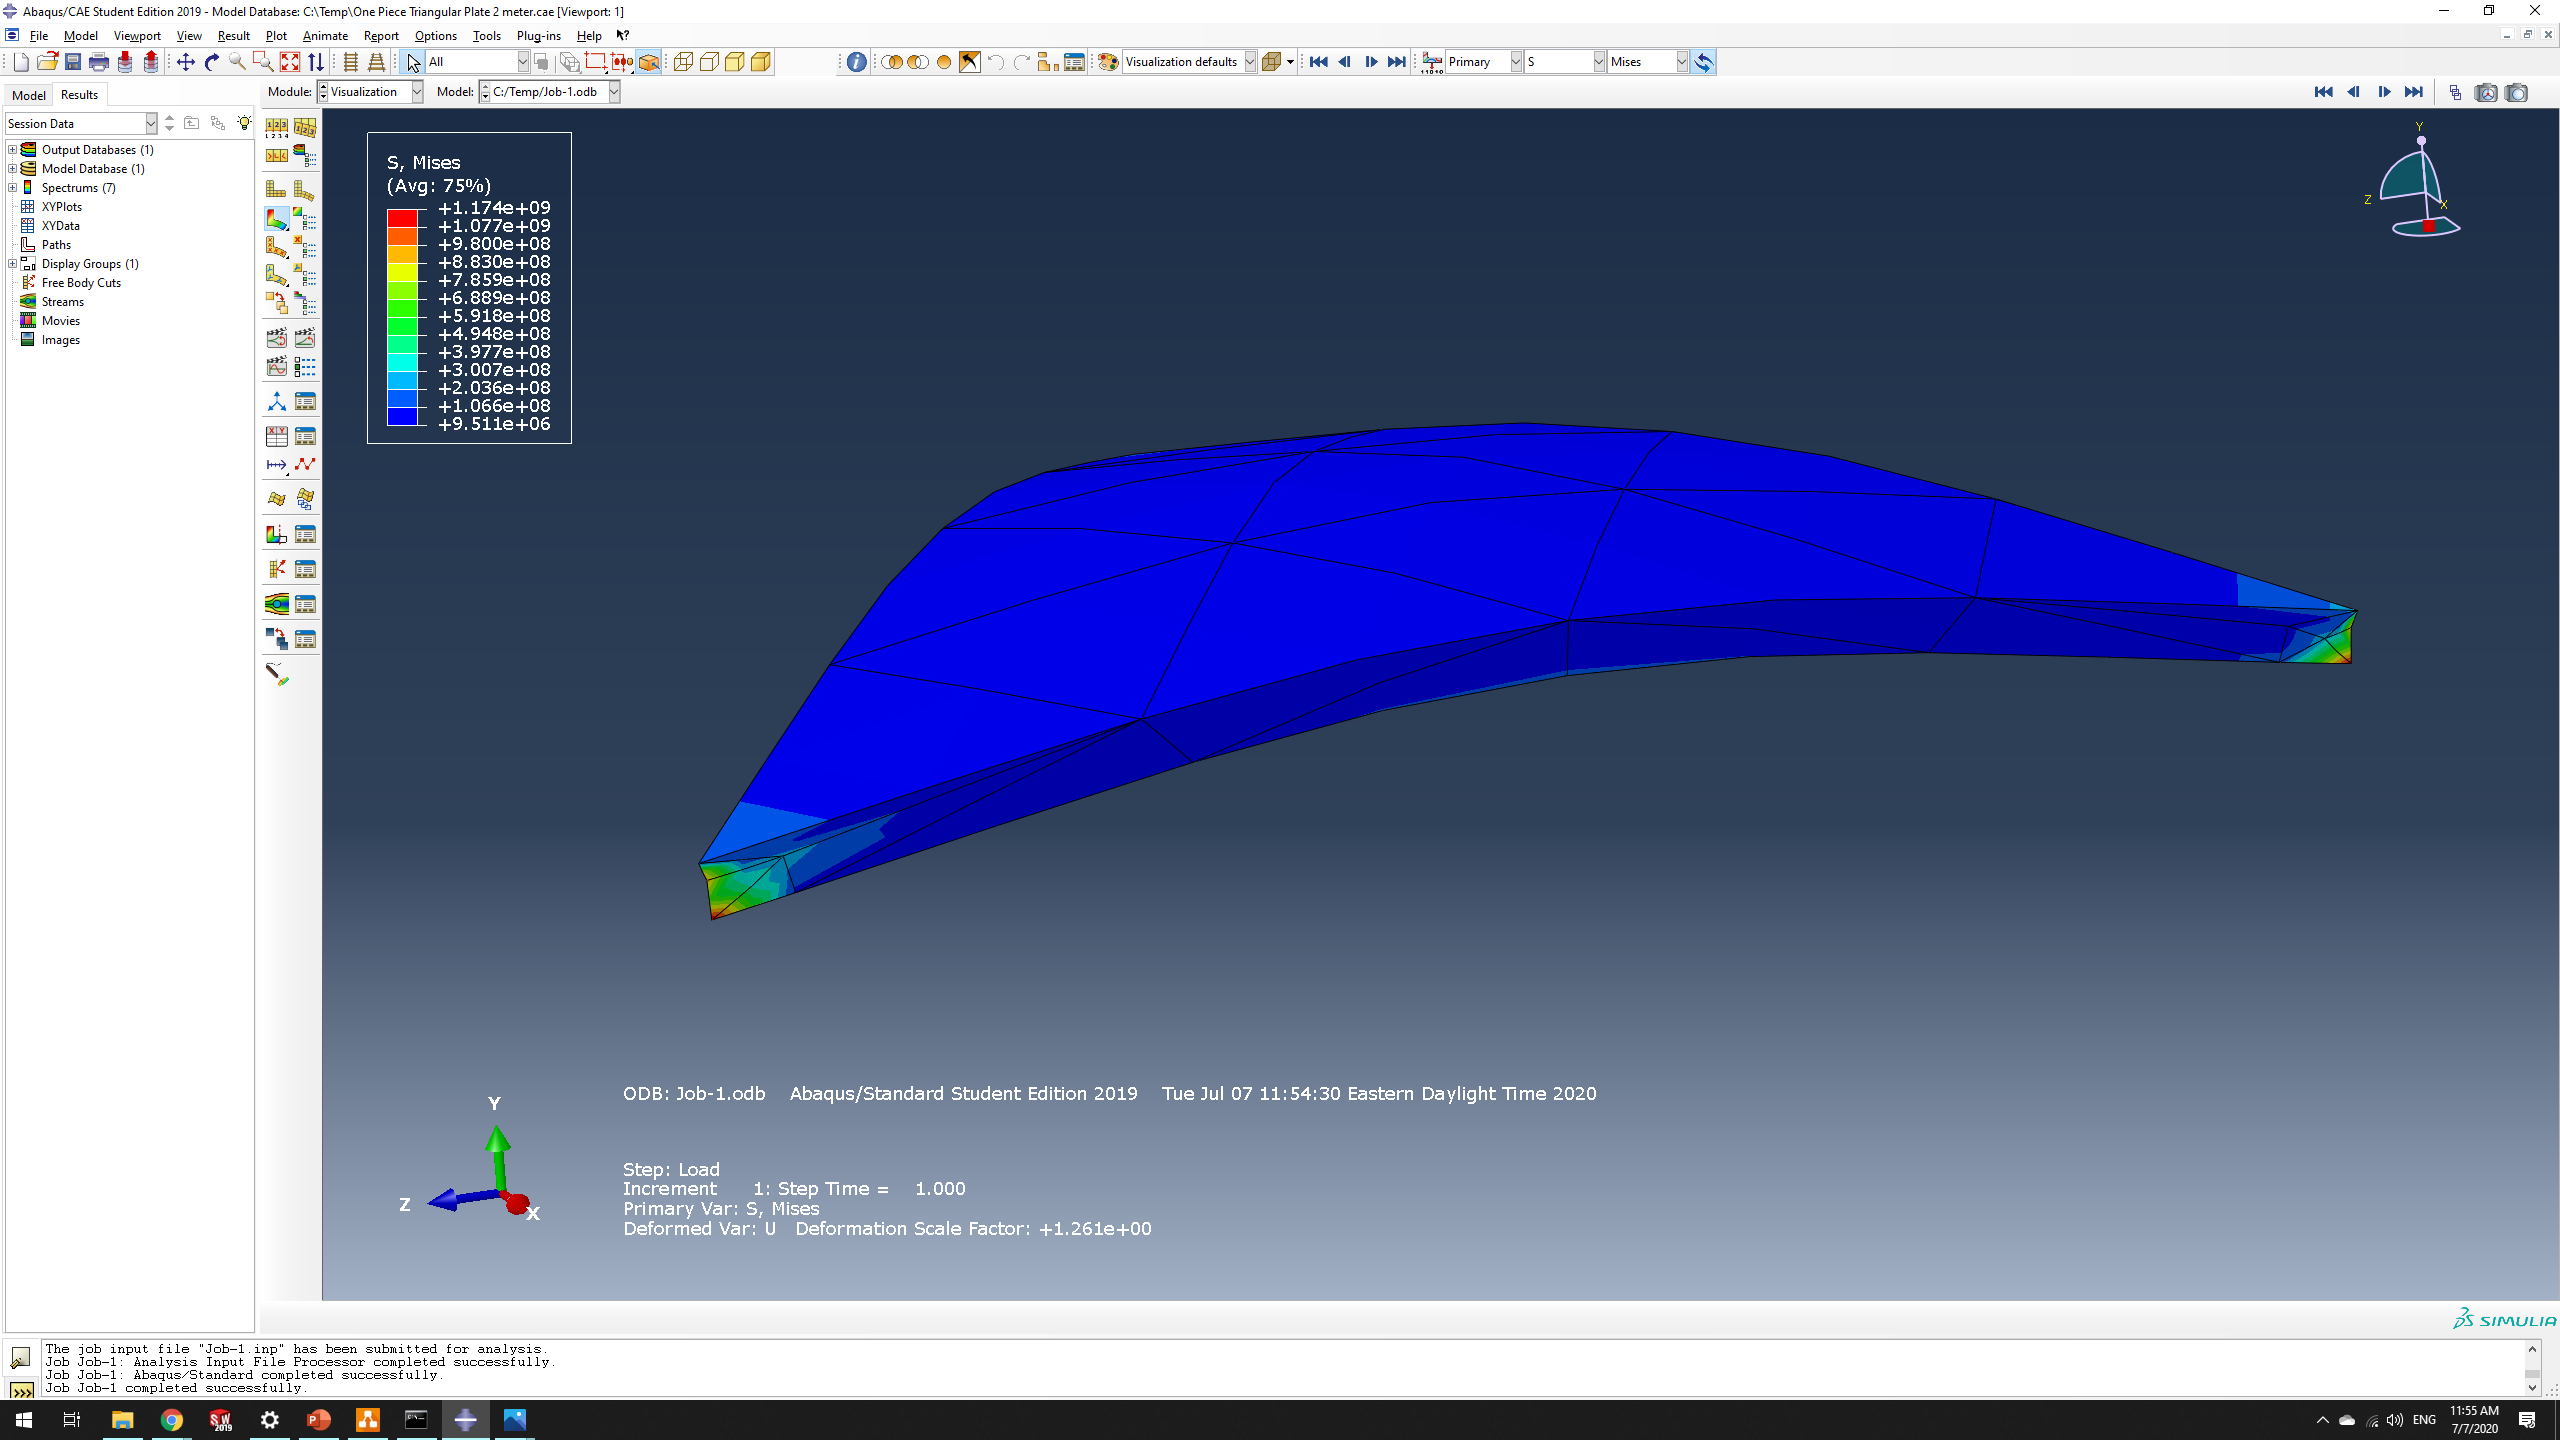 Abaqus/CAE Student Edition 2019 - Model Database: C:\Temp\One Piece Triangular Plate 2 meter.cae [Viewport: 1]
File Model Viewport View Result Plot Animate Report Options Tools Plug-ins Help
All Visualization defaults Primary S Mises
Model Results Module: Visualization Model: C:/Temp/Job-1.odb
Session Data
Output Databases (1)
Model Database (1)
Spectrums (7)
XYPlots
XYData
Paths
Display Groups (1)
Free Body Cuts
Streams
Movies
Images
S, Mises
(Avg: 75%)
+1.174e+09
+1.077e+09
+9.800e+08
+8.830e+08
+7.859e+08
+6.889e+08
+5.918e+08
+4.948e+08
+3.977e+08
+3.007e+08
+2.036e+08
+1.066e+08
+9.511e+06
Y
Z X
ODB: Job-1.odb Abaqus/Standard Student Edition 2019 Tue Jul 07 11:54:30 Eastern Daylight Time 2020
Y
Z X
Step: Load
Increment 1: Step Time = 1.000
Primary Var: S, Mises
Deformed Var: U Deformation Scale Factor: +1.261e+00
SIMULIA
The job input file "Job-1.inp" has been submitted for analysis.
Job Job-1: Analysis Input File Processor completed successfully.
Job Job-1: Abaqus/Standard completed successfully.
Job Job-1 completed successfully.
ENG
11:55 AM
7/7/2020